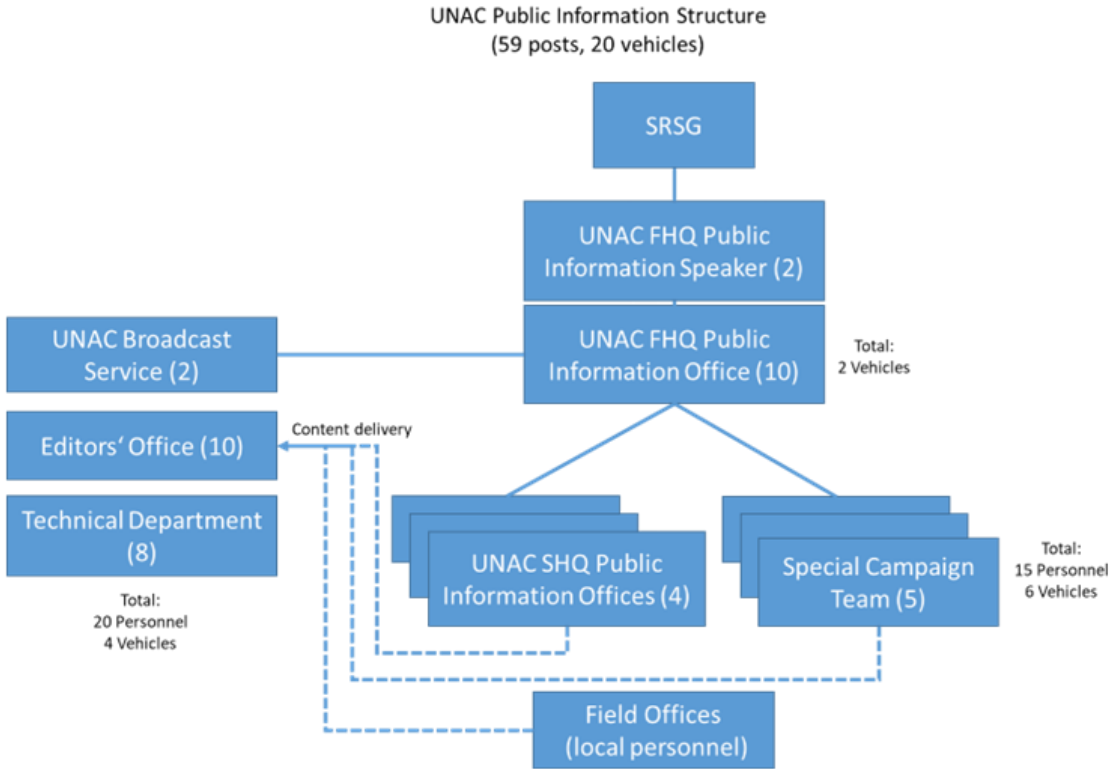 UNAC Public Information Structure
(59 posts, 20 vehicles)
SRSG
UNAC FHQ Public
Information Speaker (2)
UNAC Broadcast
Service (2)
UNAC FHQ Public
Information Office (10)
Total:
2 Vehicles
Editors‘ Office (10)
Content delivery
Technical Department
(8)
Total:
20 Personnel
4 Vehicles
UNAC SHQ Public
Information Offices (4)
Special Campaign
Team (5)
Total:
15 Personnel
6 Vehicles
Field Offices
(local personnel)